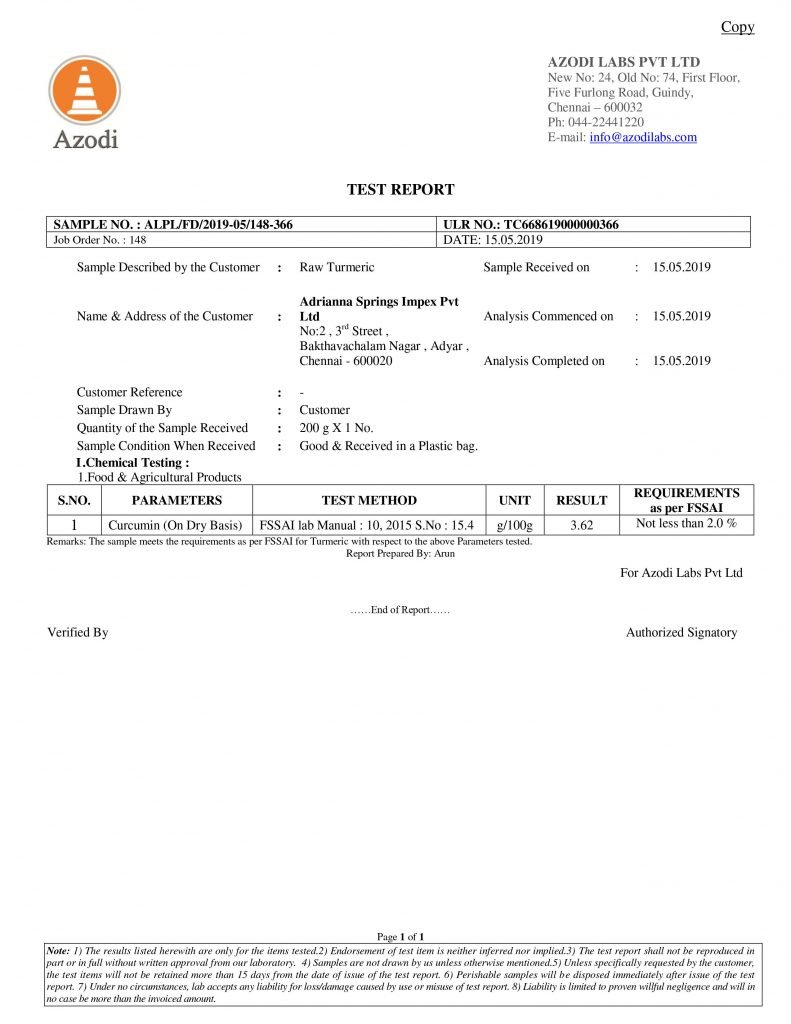 Copy
Azodi
AZODI LABS PVT LTD
New No: 24, Old No: 74, First Floor,
Five Furlong Road, Guindy,
Chennai – 600032
Ph: 044-22441220
E-mail: info@azodilabs.com
TEST REPORT
SAMPLE NO. : ALPL/FD/2019-05/148-366 ULR NO.: TC668619000000366
Job Order No. : 148 DATE: 15.05.2019
Sample Described by the Customer : Raw Turmeric Sample Received on : 15.05.2019
Name & Address of the Customer : Adrianna Springs Impex Pvt
Ltd Analysis Commenced on : 15.05.2019
No:2 , 3rd Street ,
Bakthavachalam Nagar , Adyar ,
Chennai - 600020 Analysis Completed on : 15.05.2019
Customer Reference : -
Sample Drawn By : Customer
Quantity of the Sample Received : 200 g X 1 No.
Sample Condition When Received : Good & Received in a Plastic bag.
I.Chemical Testing :
1.Food & Agricultural Products
S.NO. PARAMETERS TEST METHOD UNIT RESULT REQUIREMENTS
as per FSSAI
1 Curcumin (On Dry Basis) FSSAI lab Manual : 10, 2015 S.No : 15.4 g/100g 3.62 Not less than 2.0 %
Remarks: The sample meets the requirements as per FSSAI for Turmeric with respect to the above Parameters tested.
Report Prepared By: Arun
For Azodi Labs Pvt Ltd
……End of Report……
Verified By Authorized Signatory
Page 1 of 1
Note: 1) The results listed herewith are only for the items tested.2) Endorsement of test item is neither inferred nor implied.3) The test report shall not be reproduced in
part or in full without written approval from our laboratory. 4) Samples are not drawn by us unless otherwise mentioned.5) Unless specifically requested by the customer,
the test items will not be retained more than 15 days from the date of issue of the test report. 6) Perishable samples will be disposed immediately after issue of the test
report. 7) Under no circumstances, lab accepts any liability for loss/damage caused by use or misuse of test report. 8) Liability is limited to proven willful negligence and will in
no case be more than the invoiced amount.